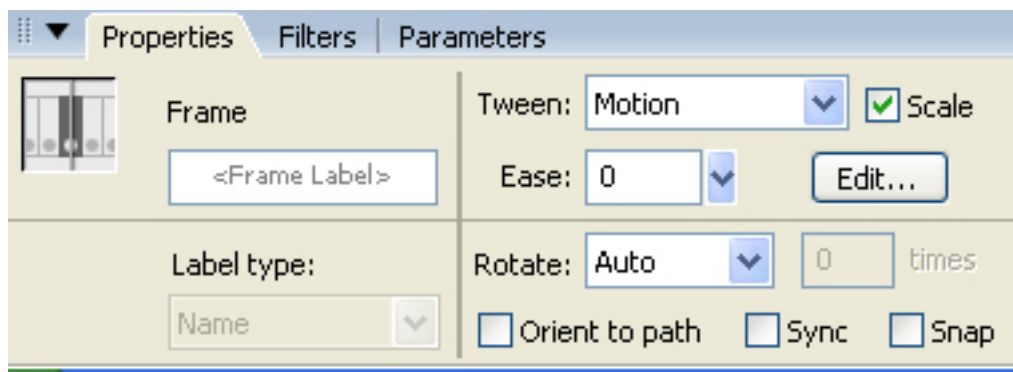 Properties Filters Parameters
Frame
<Frame Label>
Tween: Motion Scale
Ease: 0 Edit...
Label type:
Name
Rotate: Auto 0 times
Orient to path Sync Snap